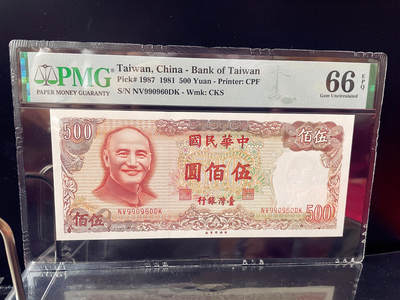 PMG
PAPER MONEY GUARANTY
Taiwan, China - Bank of Taiwan
Pick# 1987 1981 500 Yuan - Printer: CPF
S/N NV990960DK - Wmk: CKS
66 EPQ
Gem Uncirculated
500
中華民國
佰伍
伍佰圓
臺灣銀行
NV990960DK
佰伍
NV990960DK
500